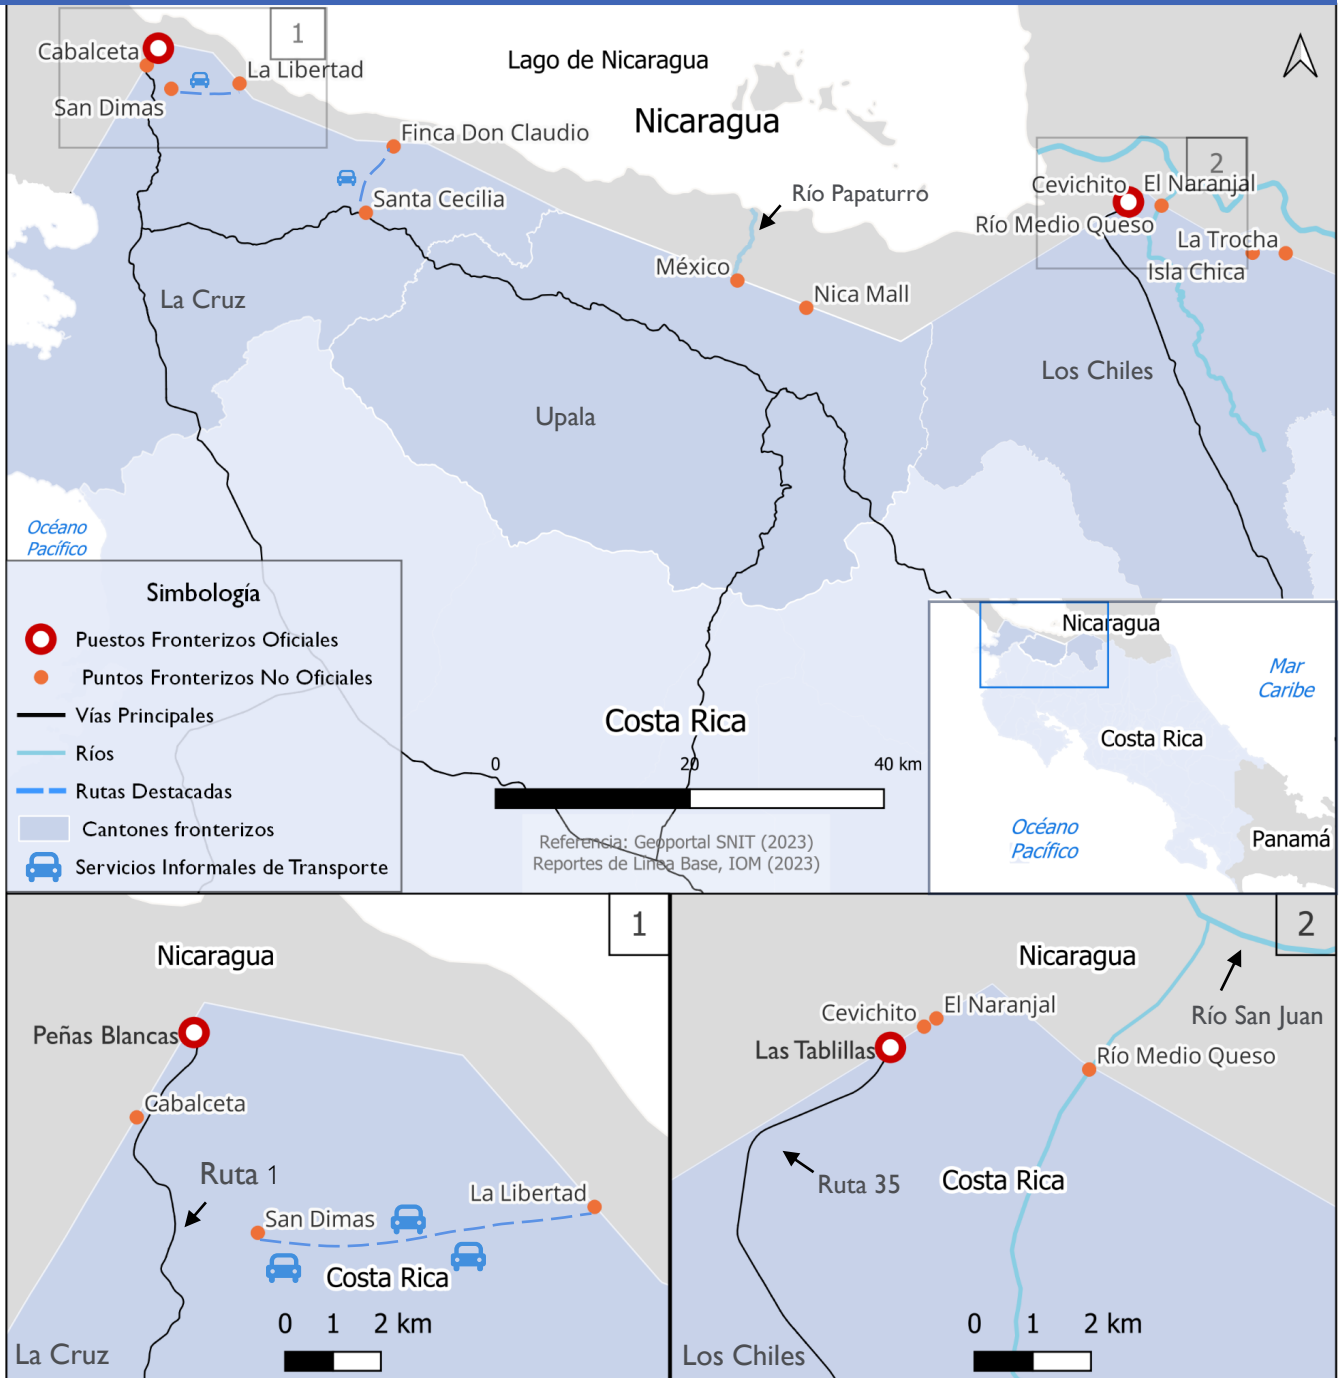 1
Cabalceta
La Libertad
San Dimas
Lago de Nicaragua
Nicaragua
Finca Don Claudio
Santa Cecilia
Río Papaturro
2
Cevichito
El Naranjal
Río Medio Queso
La Trocha
Isla Chica
México
Nica Mall
La Cruz
Los Chiles
Upala
Océano
Pacífico
Simbología
Puestos Fronterizos Oficiales
Puntos Fronterizos No Oficiales
Vías Principales
Ríos
Rutas Destacadas
Cantones fronterizos
Servicios Informales de Transporte
Costa Rica
0 20 40 km
Referencia: Geoportal SNIT (2023)
Reportes de Línea Base, IOM (2023)
Nicaragua
Mar
Caribe
Costa Rica
Océano
Pacífico
Panamá
1
Nicaragua
Peñas Blancas
Cabalceta
Ruta 1
La Libertad
San Dimas
Costa Rica
0 1 2 km
La Cruz
2
Nicaragua
Río San Juan
Cevichito
El Naranjal
Las Tablillas
Río Medio Queso
Ruta 35
Costa Rica
0 1 2 km
Los Chiles